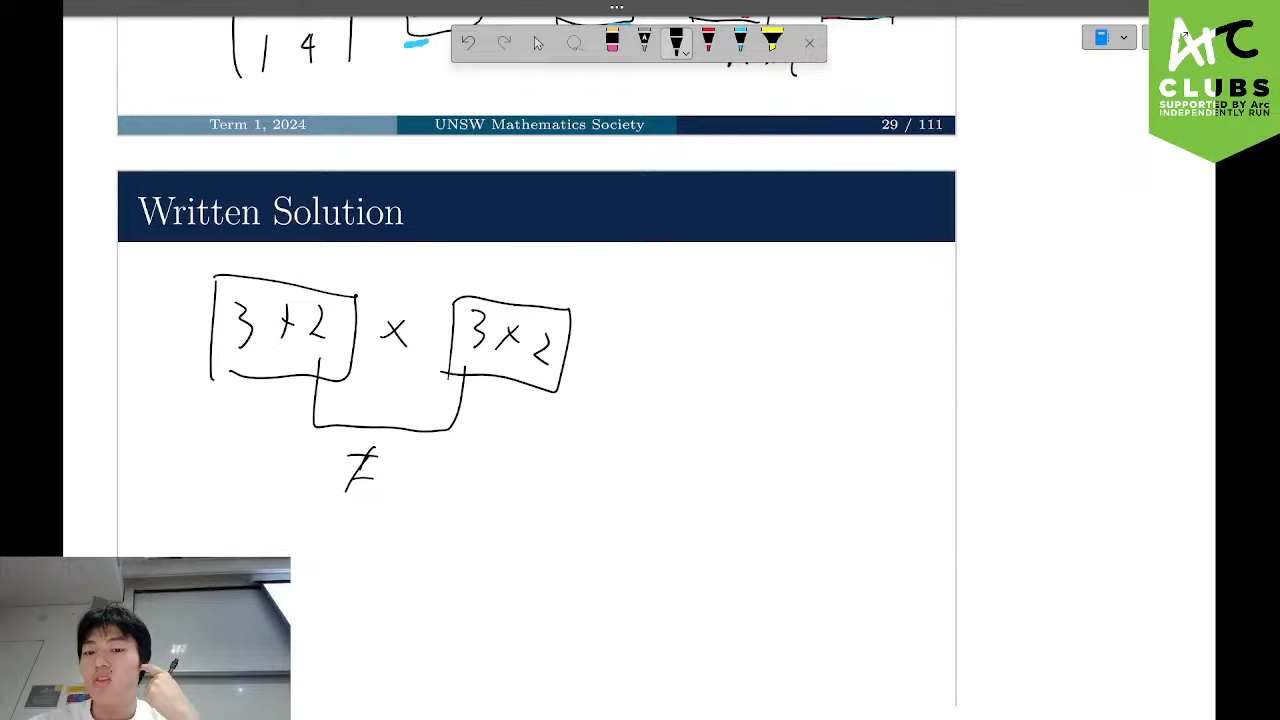 1 4
Arc
CLUBS
SUPPORTED BY Arc
INDEPENDENTLY RUN
Term 1, 2024 UNSW Mathematics Society 29 / 111
Written Solution
3 × 2 × 3 × 2
≠